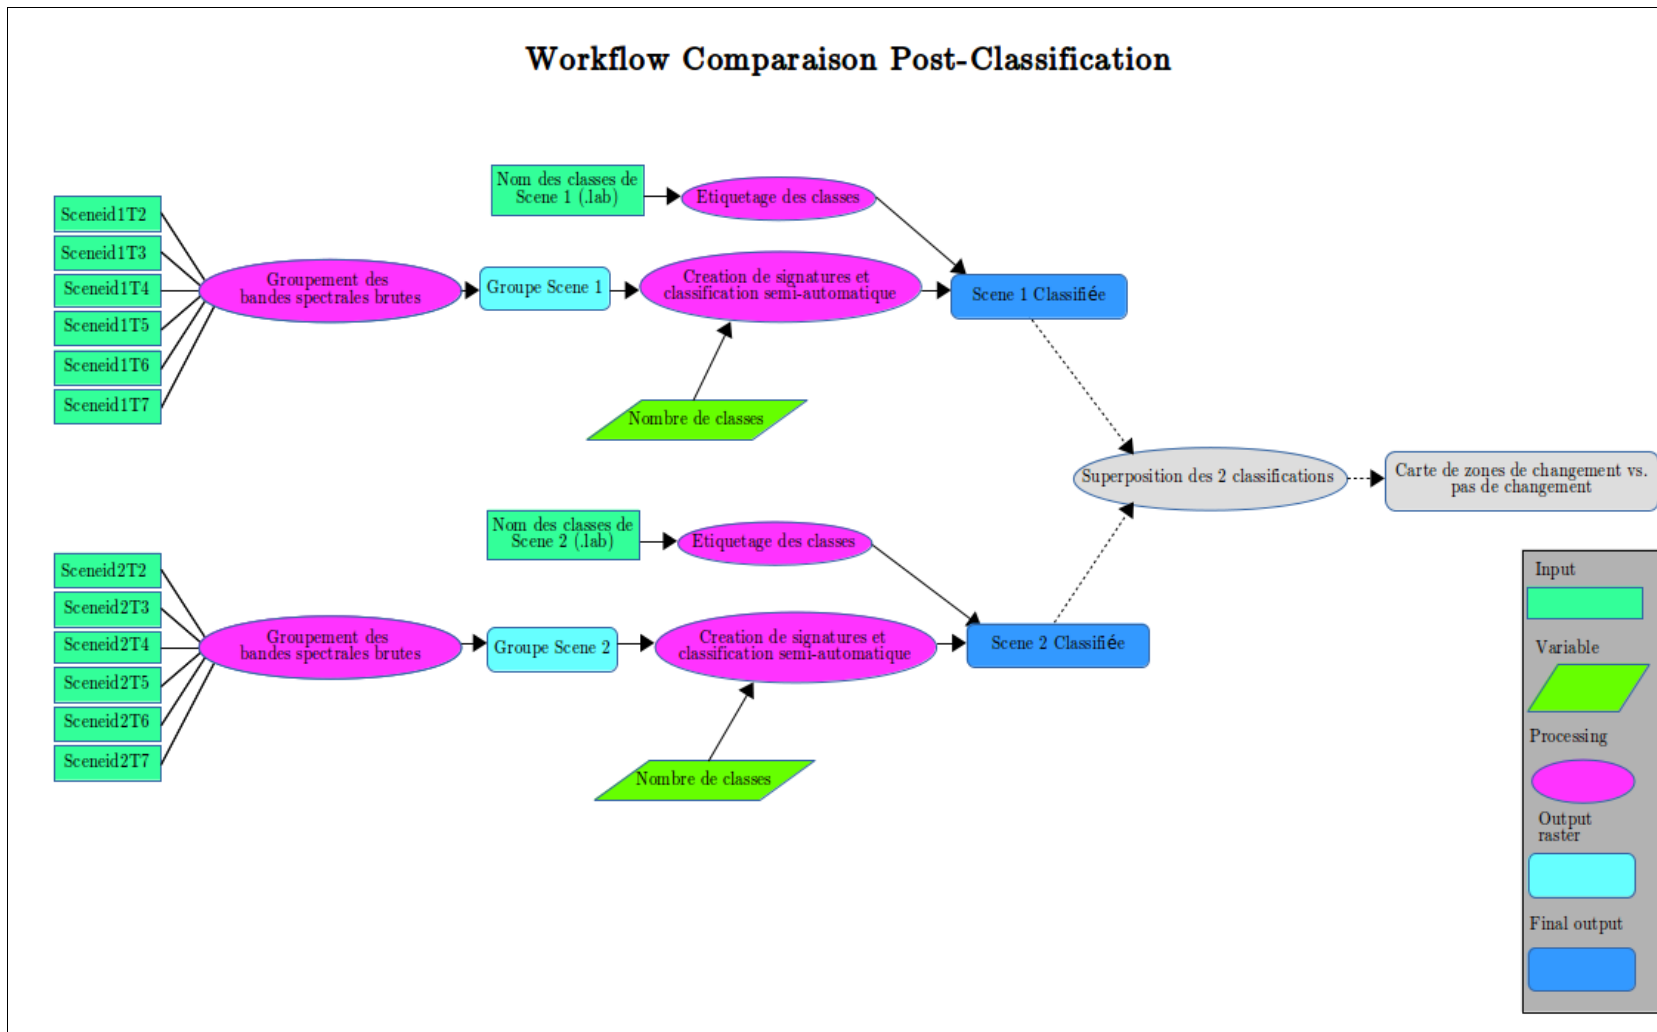 Workflow Comparaison Post-Classification
Nom des classes de
Scene 1 (.lab)
Etiquetage des classes
Sceneid1T2
Sceneid1T3
Sceneid1T4
Sceneid1T5
Sceneid1T6
Sceneid1T7
Groupement des
bandes spectrales brutes
Groupe Scene 1
Creation de signatures et
classification semi-automatique
Scene 1 Classifiée
Nombre de classes
Superposition des 2 classifications
Carte de zones de changement vs.
pas de changement
Nom des classes de
Scene 2 (.lab)
Etiquetage des classes
Sceneid2T2
Sceneid2T3
Sceneid2T4
Sceneid2T5
Sceneid2T6
Sceneid2T7
Groupement des
bandes spectrales brutes
Groupe Scene 2
Creation de signatures et
classification semi-automatique
Scene 2 Classifiée
Nombre de classes
Input
Variable
Processing
Output
raster
Final output